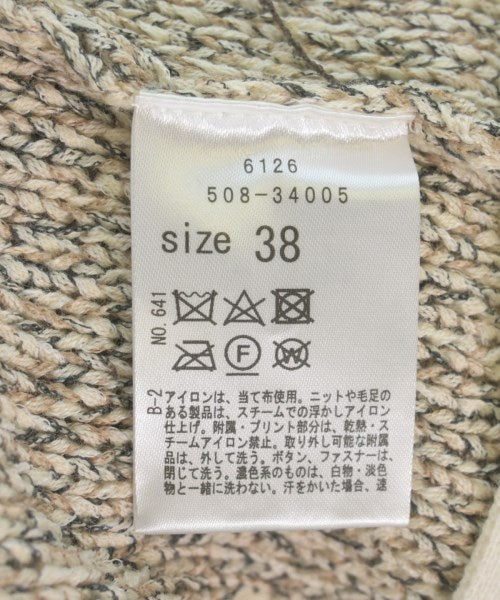 6126
508-34005
size 38
NO. 641
F
W
B-2
アイロンは、当て布使用。ニットや毛足の
ある製品は、スチームでの浮かしアイロン
仕上げ。附属・プリント部分は、乾熱・ス
チームアイロン禁止。取り外し可能な附属
品は、外して洗う。ボタン、ファスナーは、
閉じて洗う。濃色系のものは、白物・淡色
物と一緒に洗わない。汗をかいた場合、速